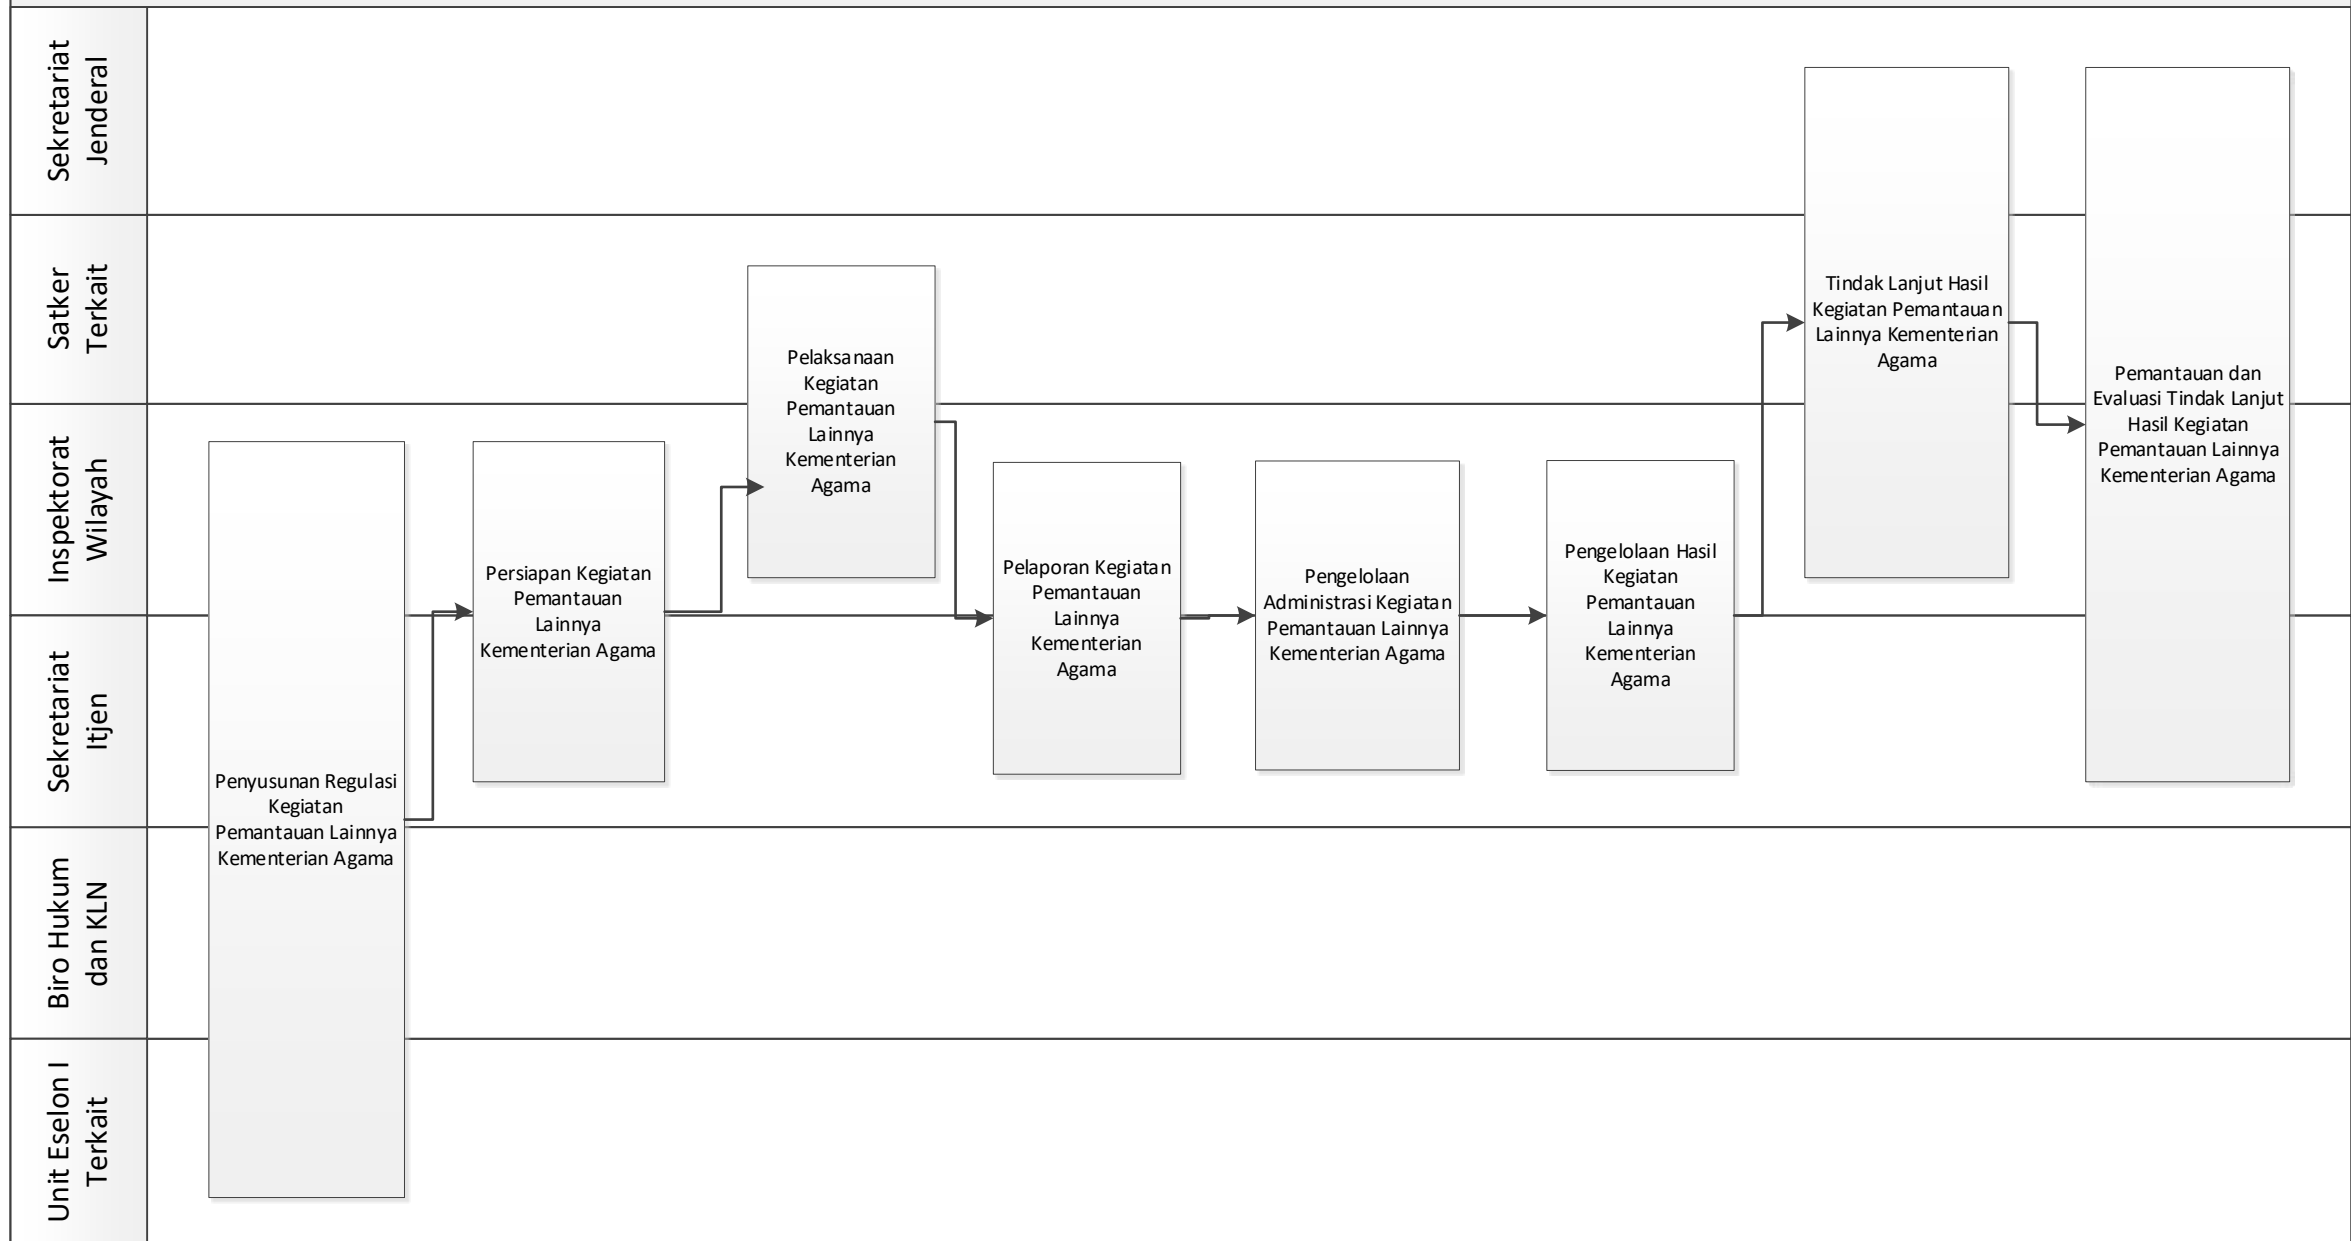 Sekretariat
Jenderal
Satker
Terkait
Inspektorat
Wilayah
Sekretariat
Itjen
Biro Hukum
dan KLN
Unit Eselon I
Terkait
Penyusunan Regulasi
Kegiatan
Pemantauan Lainnya
Kementerian Agama
Persiapan Kegiatan
Pemantauan
Lainnya
Kementerian Agama
Pelaksanaan
Kegiatan
Pemantauan
Lainnya
Kementerian
Agama
Pelaporan Kegiatan
Pemantauan
Lainnya
Kementerian
Agama
Pengelolaan
Administrasi Kegiatan
Pemantauan Lainnya
Kementerian Agama
Pengelolaan Hasil
Kegiatan
Pemantauan
Lainnya
Kementerian
Agama
Tindak Lanjut Hasil
Kegiatan Pemantauan
Lainnya Kementerian
Agama
Pemantauan dan
Evaluasi Tindak Lanjut
Hasil Kegiatan
Pemantauan Lainnya
Kementerian Agama